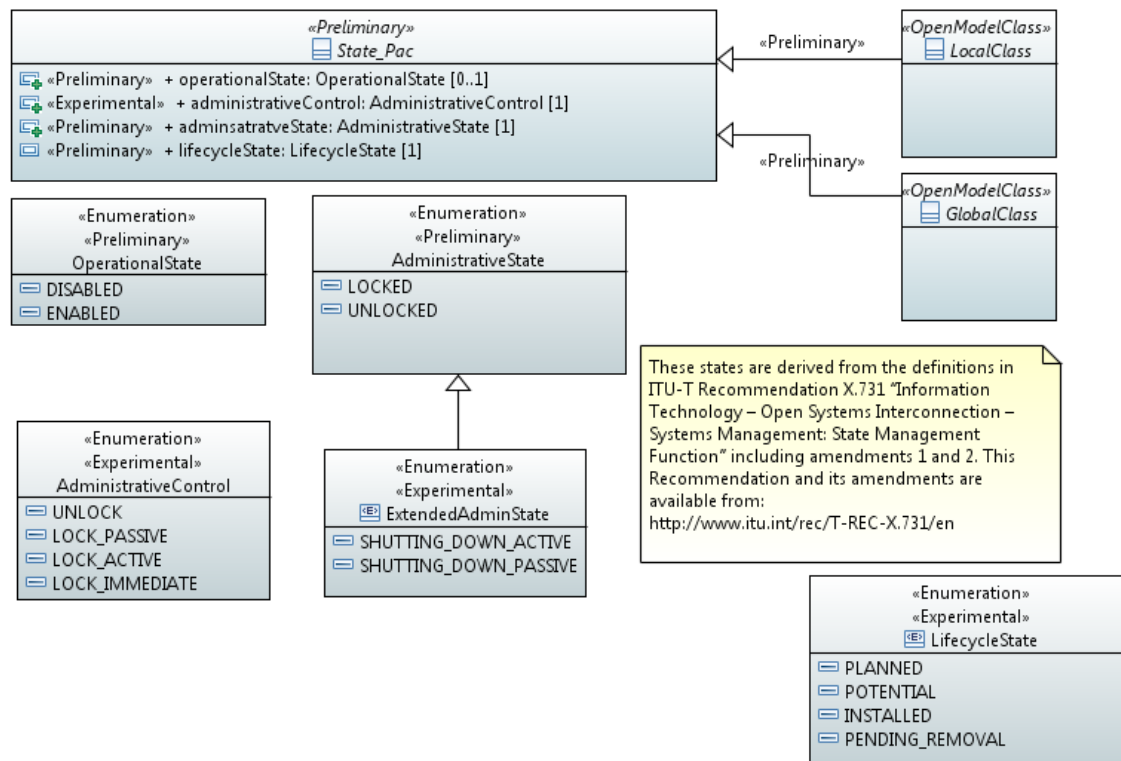 «Preliminary»
State_Pac
«Preliminary» + operationalState: OperationalState [0..1]
«Experimental» + administrativeControl: AdministrativeControl [1]
«Preliminary» + adminsatratveState: AdministrativeState [1]
«Preliminary» + lifecycleState: LifecycleState [1]
«Preliminary»
«Preliminary»
«OpenModelClass»
LocalClass
«OpenModelClass»
GlobalClass
«Enumeration»
«Preliminary»
OperationalState
DISABLED
ENABLED
«Enumeration»
«Preliminary»
AdministrativeState
LOCKED
UNLOCKED
These states are derived from the definitions in
ITU-T Recommendation X.731 “Information
Technology – Open Systems Interconnection –
Systems Management: State Management
Function” including amendments 1 and 2. This
Recommendation and its amendments are
available from:
http://www.itu.int/rec/T-REC-X.731/en
«Enumeration»
«Experimental»
AdministrativeControl
UNLOCK
LOCK_PASSIVE
LOCK_ACTIVE
LOCK_IMMEDIATE
«Enumeration»
«Experimental»
<E> ExtendedAdminState
SHUTTING_DOWN_ACTIVE
SHUTTING_DOWN_PASSIVE
«Enumeration»
«Experimental»
<E> LifecycleState
PLANNED
POTENTIAL
INSTALLED
PENDING_REMOVAL